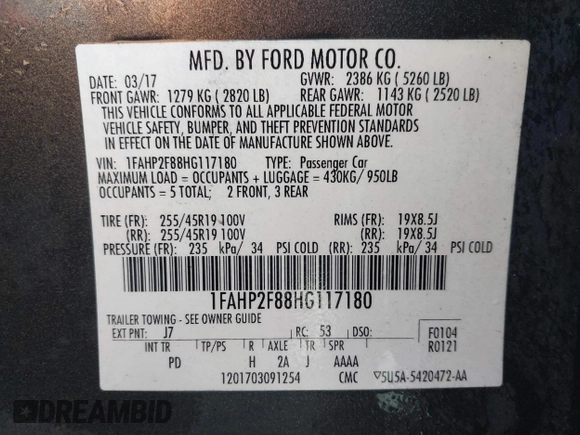 MFD. BY FORD MOTOR CO.
DATE: 03/17 GVWR: 2386 KG ( 5260 LB)
FRONT GAWR: 1279 KG ( 2820 LB) REAR GAWR: 1143 KG ( 2520 LB)
THIS VEHICLE CONFORMS TO ALL APPLICABLE FEDERAL MOTOR
VEHICLE SAFETY, BUMPER, AND THEFT PREVENTION STANDARDS
IN EFFECT ON THE DATE OF MANUFACTURE SHOWN ABOVE.
VIN: 1FAHP2F88HG117180 TYPE: Passenger Car
MAXIMUM LOAD = OCCUPANTS + LUGGAGE = 430KG/ 950LB
OCCUPANTS = 5 TOTAL; 2 FRONT, 3 REAR
TIRE (FR): 255/45R19 100V RIMS (FR): 19X8.5J
(RR): 255/45R19 100V (RR): 19X8.5J
PRESSURE (FR): 235 kPa/ 34 PSI COLD (RR): 235 kPa/ 34 PSI COLD
1FAHP2F88HG117180
TRAILER TOWING - SEE OWNER GUIDE
EXT PNT: J7 RC: 53 DSO: F0104
INT TR TP/PS R AXLE TR SPR R0121
PD H 2A J AAAA
1201703091254 CMC ▽5U5A-5420472-AA
DREAMBID